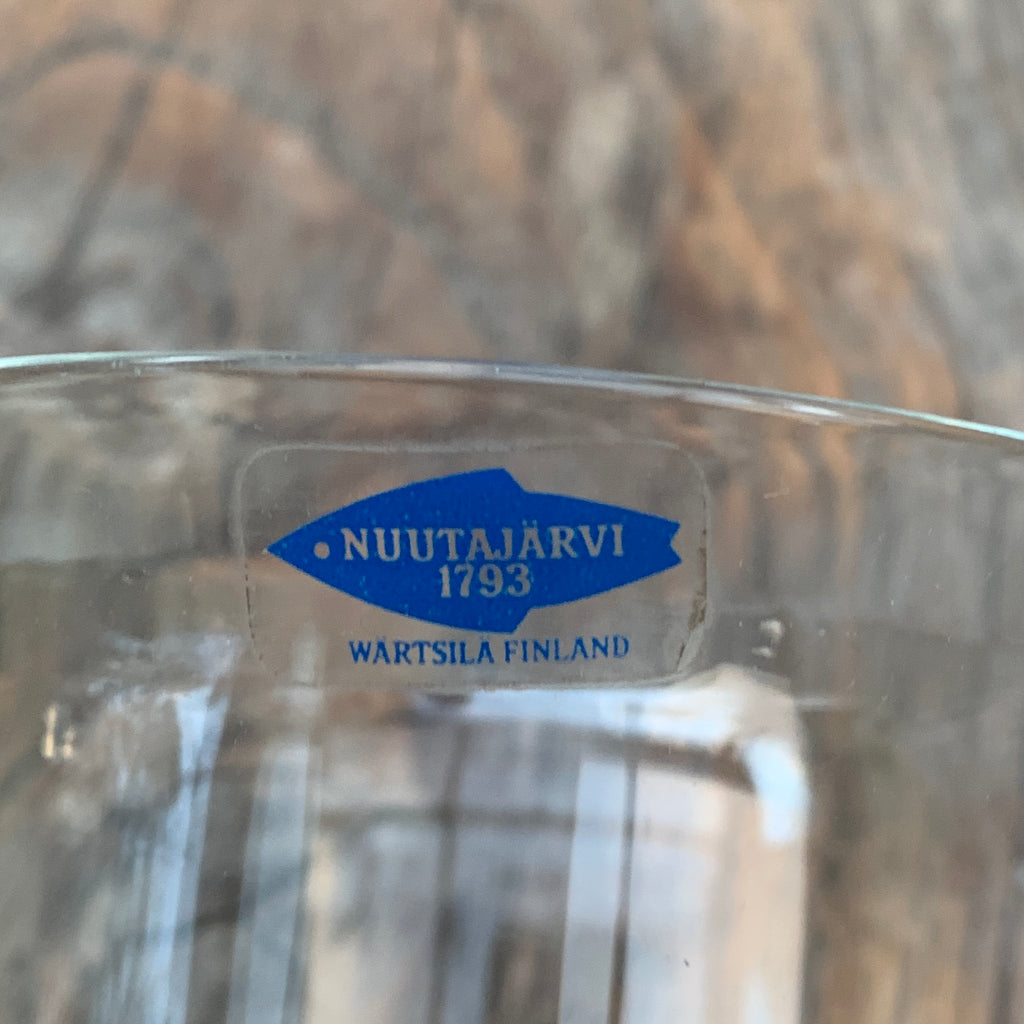 NUUTAJÄRVI
1793
WÄRTSILÄ FINLAND